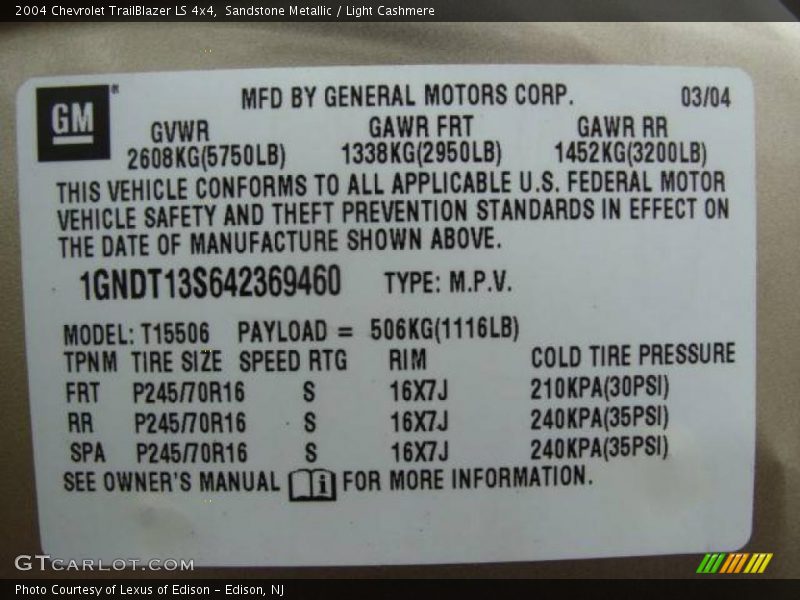 2004 Chevrolet TrailBlazer LS 4x4,  Sandstone Metallic / Light Cashmere
GM®
MFD BY GENERAL MOTORS CORP. 03/04
GVWR GAWR FRT GAWR RR
2608KG(5750LB) 1338KG(2950LB) 1452KG(3200LB)
THIS VEHICLE CONFORMS TO ALL APPLICABLE U.S. FEDERAL MOTOR
VEHICLE SAFETY AND THEFT PREVENTION STANDARDS IN EFFECT ON
THE DATE OF MANUFACTURE SHOWN ABOVE.
1GNDT13S642369460 TYPE: M.P.V.
MODEL: T15506 PAYLOAD = 506KG(1116LB)
TPNM TIRE SIZE SPEED RTG RIM COLD TIRE PRESSURE
FRT P245/70R16 S 16X7J 210KPA(30PSI)
RR P245/70R16 S 16X7J 240KPA(35PSI)
SPA P245/70R16 S 16X7J 240KPA(35PSI)
SEE OWNER'S MANUAL i FOR MORE INFORMATION.
GTCARLOT.COM
Photo Courtesy of Lexus of Edison - Edison, NJ